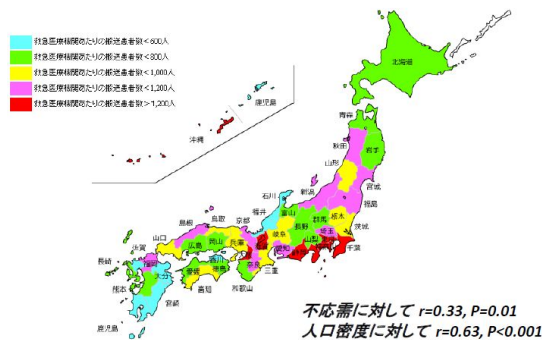 救急医療機関あたりの搬送患者数<600人
救急医療機関あたりの搬送患者数<800人
救急医療機関あたりの搬送患者数<1,000人
救急医療機関あたりの搬送患者数<1,200人
救急医療機関あたりの搬送患者数>1,200人
北海道
鹿児島
沖縄
青森
秋田
岩手
山形
宮城
新潟
福島
石川
福井
富山
群馬
栃木
茨城
長野
埼玉
岐阜
山梨
千葉
鳥取
島根
京都
兵庫
岡山
広島
山口
愛知
三重
奈良
和歌山
香川
徳島
愛媛
高知
佐賀
福岡
長崎
大分
熊本
宮崎
鹿児島
不応需に対して r=0.33, P=0.01
人口密度に対して r=0.63, P<0.001